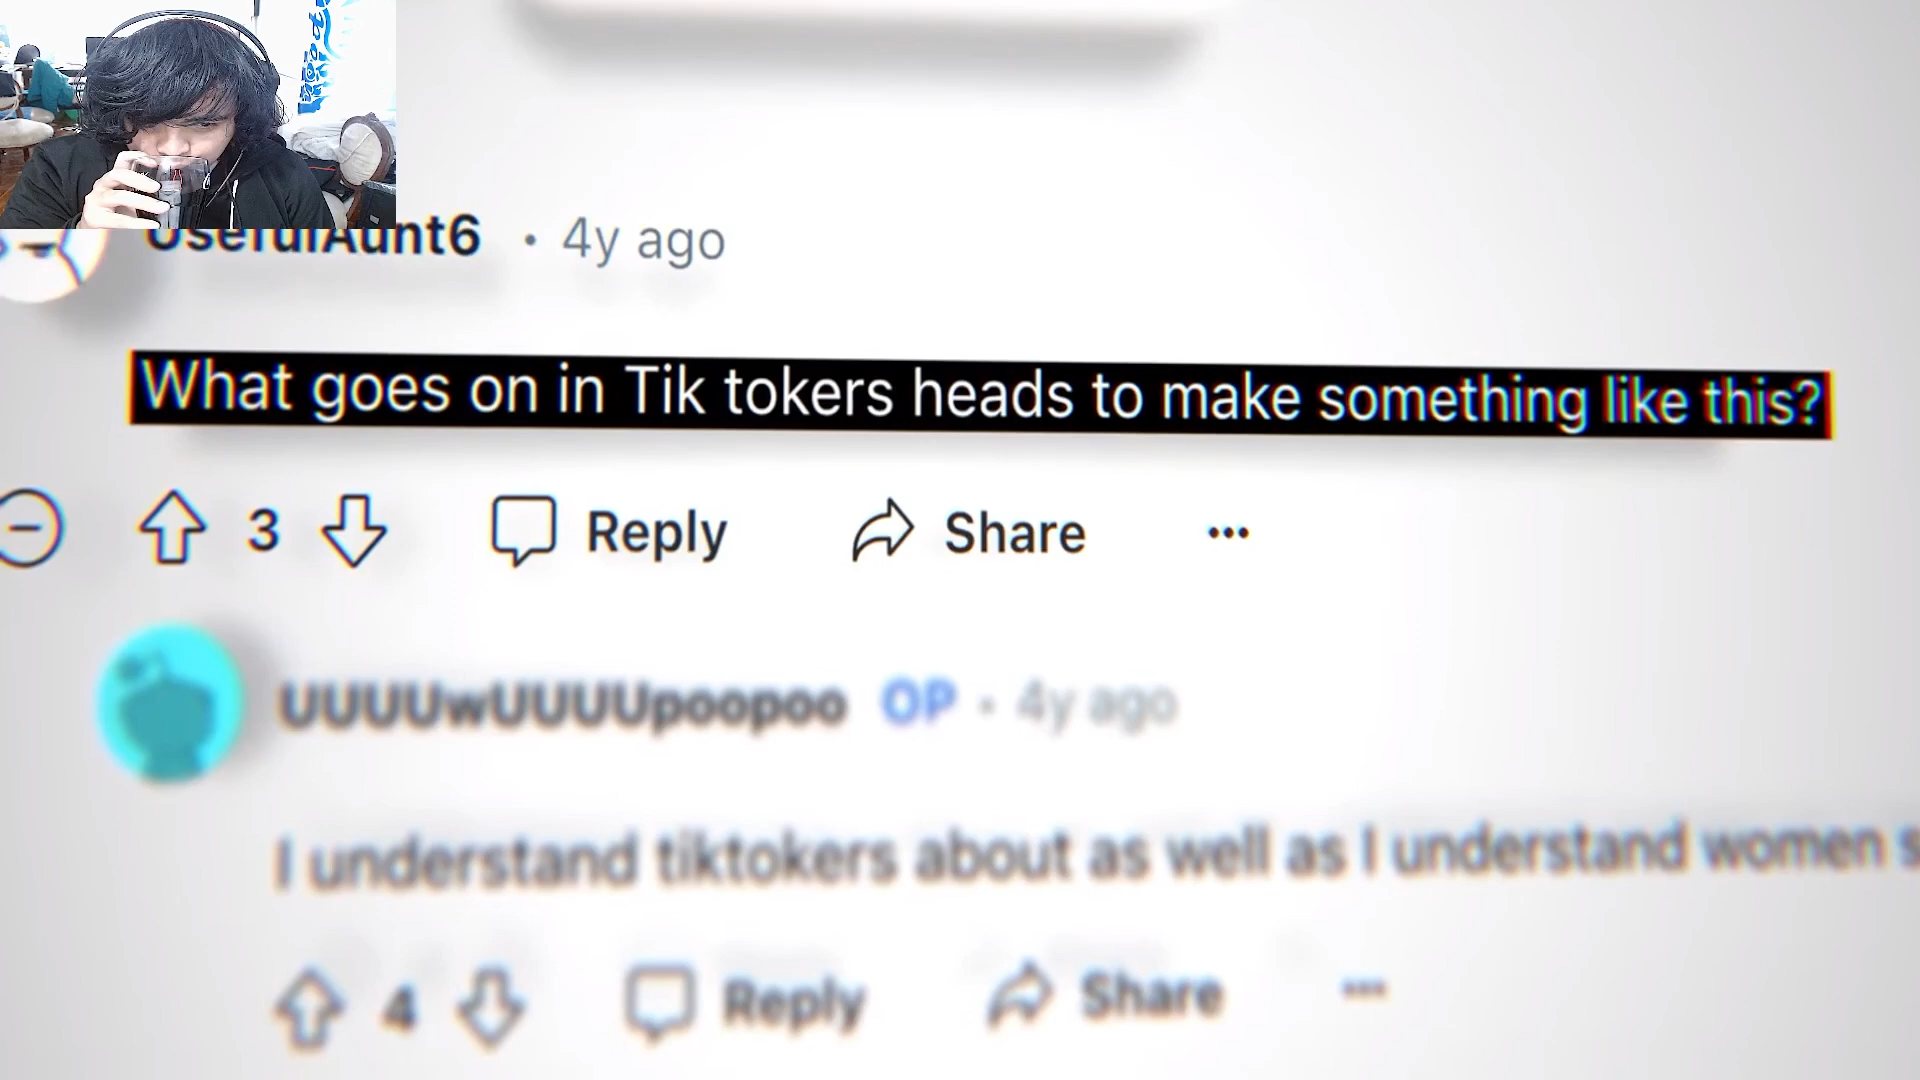 UsefulAunt6 • 4y ago
What goes on in Tik tokers heads to make something like this?
3 Reply Share
UUUUwUUUUpoopoo OP • 4y ago
I understand tiktokers about as well as I understand women
4 Reply Share